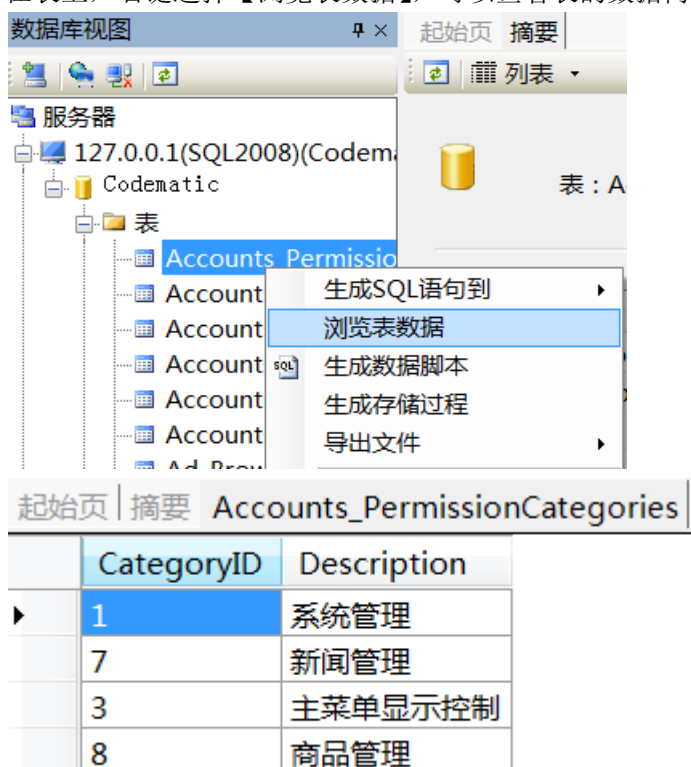 数据库视图
起始页 摘要
列表
服务器
127.0.0.1(SQL2008)(Codema
Codematic
表
表：A
Accounts_Permissio
Account
Account
Account
Account
Account
生成SQL语句到
浏览表数据
生成数据脚本
生成存储过程
导出文件
起始页 摘要 Accounts_PermissionCategories
CategoryID Description
1 系统管理
7 新闻管理
3 主菜单显示控制
8 商品管理